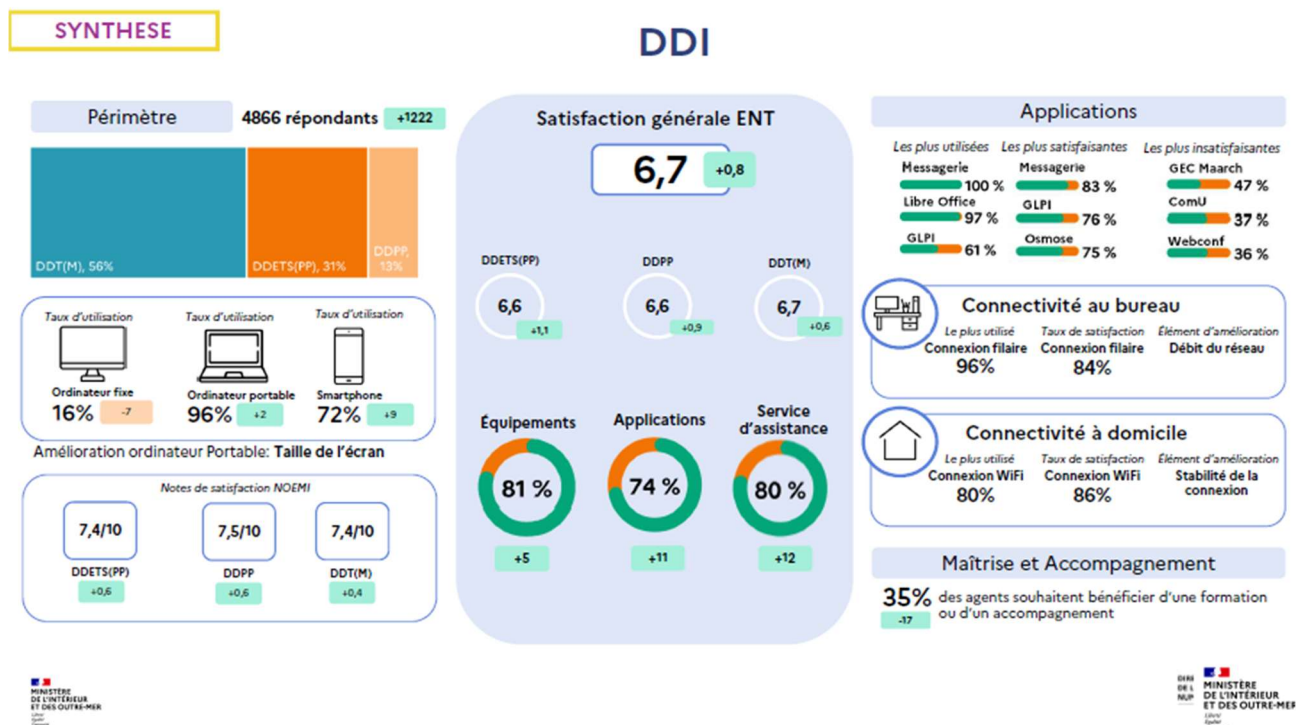 SYNTHESE
DDI
Périmètre
4866 répondants +1222
DDT(M), 56%
DDETS(PP), 31%
DDPP,
13%
Taux d'utilisation
Ordinateur fixe
16% -7
Taux d'utilisation
Ordinateur portable
96% +2
Taux d'utilisation
Smartphone
72% +9
Amélioration ordinateur Portable: Taille de l'écran
Notes de satisfaction NOEMI
7,4/10
DDETS(PP)
+0,6
7,5/10
DDPP
+0,6
7,4/10
DDT(M)
+0,4
Satisfaction générale ENT
6,7 +0,8
DDETS(PP)
6,6
+1,1
DDPP
6,6
+0,9
DDT(M)
6,7
+0,6
Équipements
81 %
+5
Applications
74 %
+11
Service
d'assistance
80 %
+12
Applications
Les plus utilisées
Messagerie
100 %
Libre Office
97 %
GLPI
61 %
Les plus satisfaisantes
Messagerie
83 %
GLPI
76 %
Osmose
75 %
Les plus insatisfaisantes
GEC Maarch
47 %
ComU
37 %
Webconf
36 %
Connectivité au bureau
Le plus utilisé
Connexion filaire
96%
Taux de satisfaction
Connexion filaire
84%
Élément d'amélioration
Débit du réseau
Connectivité à domicile
Le plus utilisé
Connexion WiFi
80%
Taux de satisfaction
Connexion WiFi
86%
Élément d'amélioration
Stabilité de la
connexion
Maîtrise et Accompagnement
35% des agents souhaitent bénéficier d'une formation
-17 ou d'un accompagnement
MINISTÈRE
DE L'INTÉRIEUR
ET DES OUTRE-MER
DE L
MINISTÈRE
DE L'INTÉRIEUR
ET DES OUTRE-MER